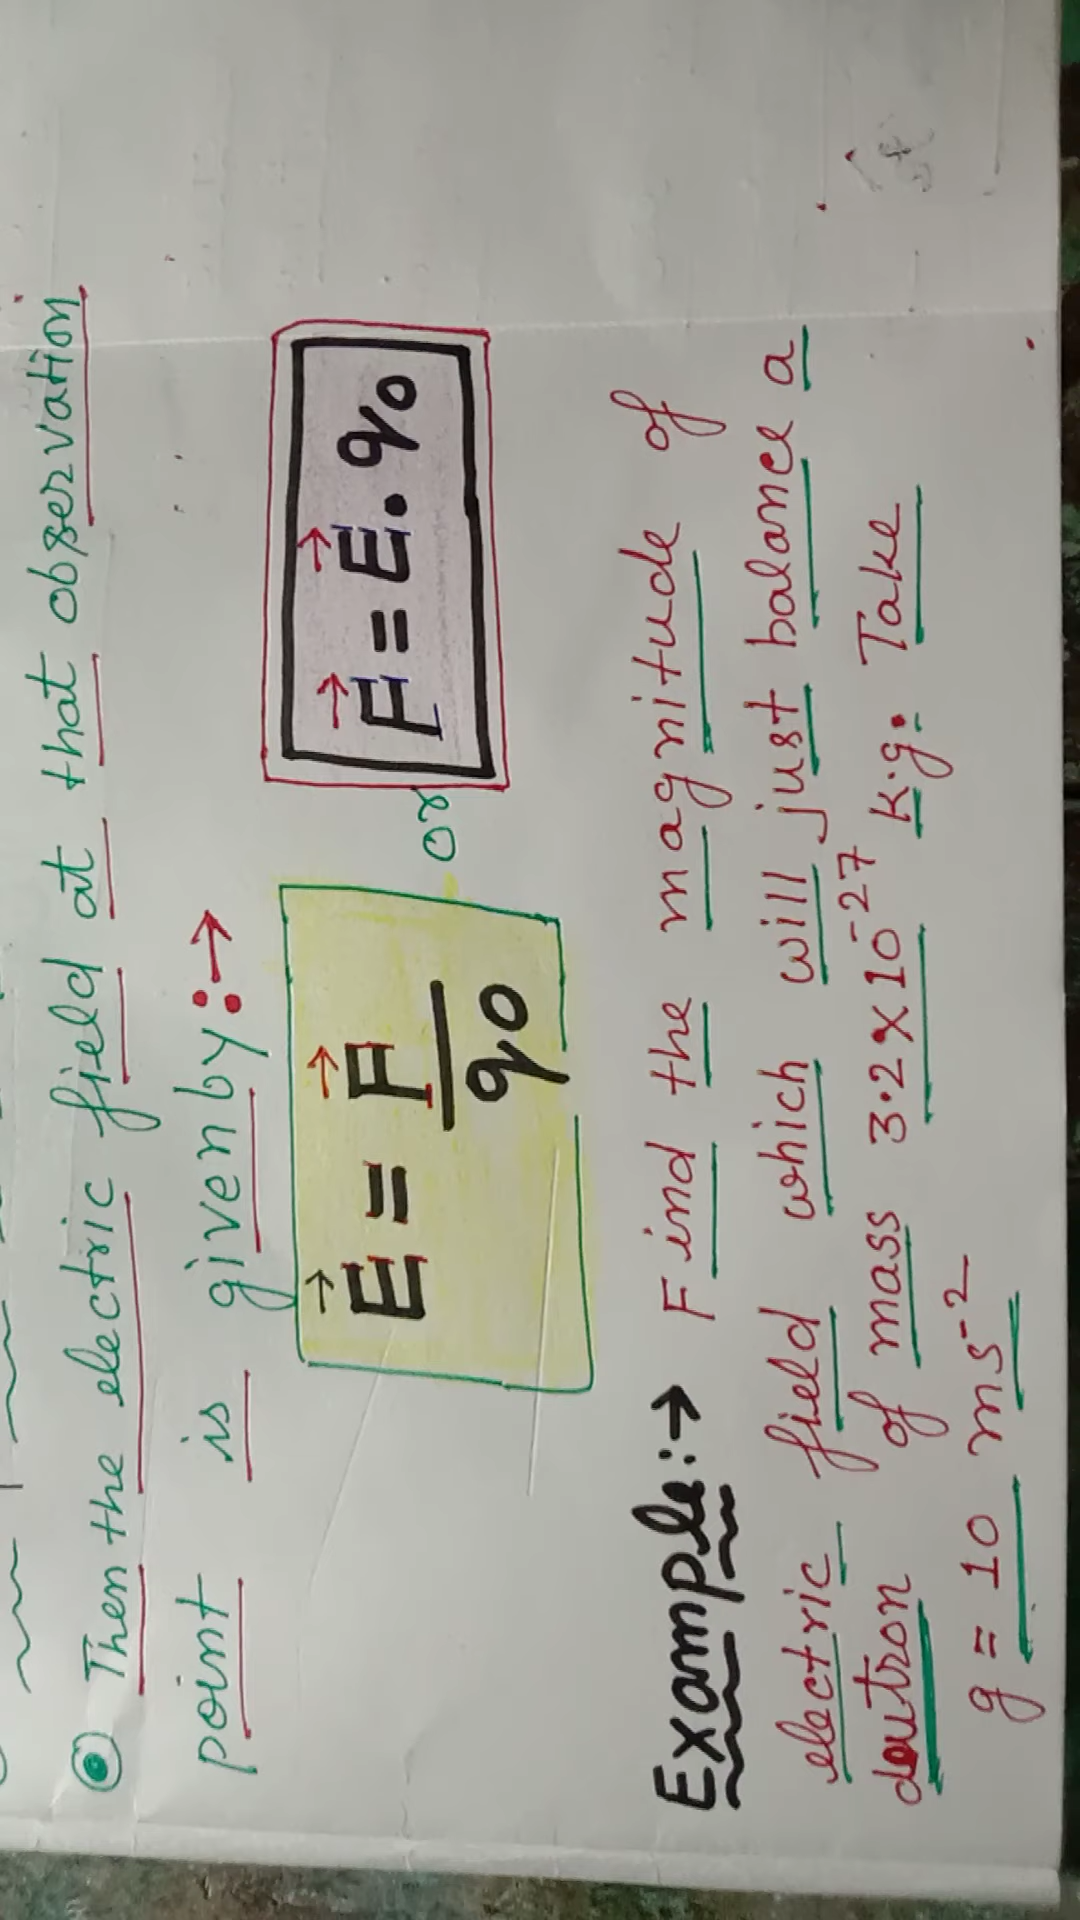 Then the electric field at that observation
point is given by :→
E⃗ = F⃗/q0 or F⃗ = E⃗.q0
Example:→ Find the magnitude of
electric field which will just balance a
deutron of mass 3.2×10⁻²⁷ k.g. Take
g = 10 ms⁻²